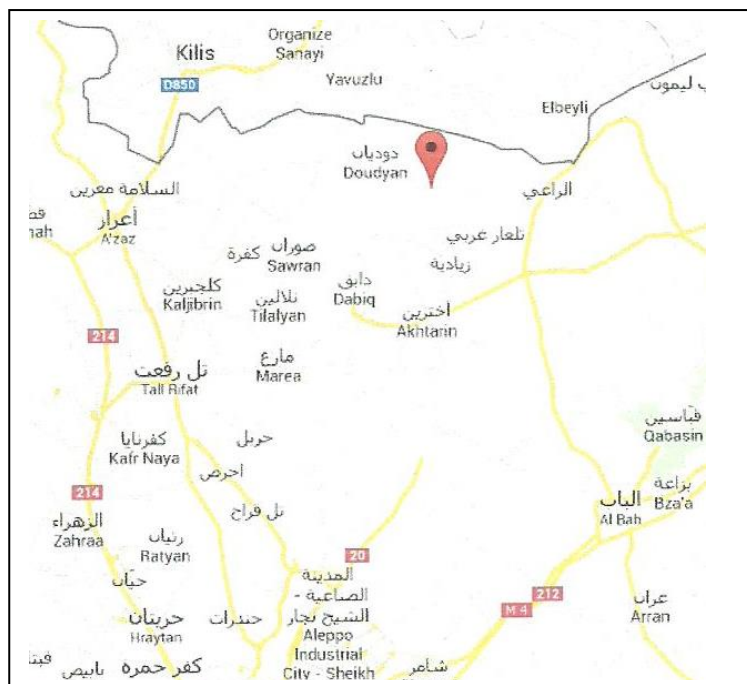 Organize
Sanayi
Kilis
Yavuzlu
D850
Elbeyli
دوديان
Doudyan
السلامة معرين
الراعي
أعزاز
A'zaz
تلعار غربي
صوران
Sawran
كفرة
زيادية
دابق
Dabiq
كلجبرين
Kaljibrin
تلالين
Tilalyan
أخترين
Akhtarin
214
مارع
Marea
تل رفعت
Tall Rifat
قباسين
Qabasin
كفرنايا
Kafr Naya
حربل
احرص
214
بزاعة
Bza'a
الباب
Al Bab
تل قراح
الزهراء
Zahraa
رتيان
Ratyan
20
حيان
المدينة
الصناعية -
الشيخ نجار
Aleppo
Industrial
City - Sheikh
212
M 4
عران
Arran
حريتان
Hraytan
حندرات
كفر حمرة
بابيص
شامر